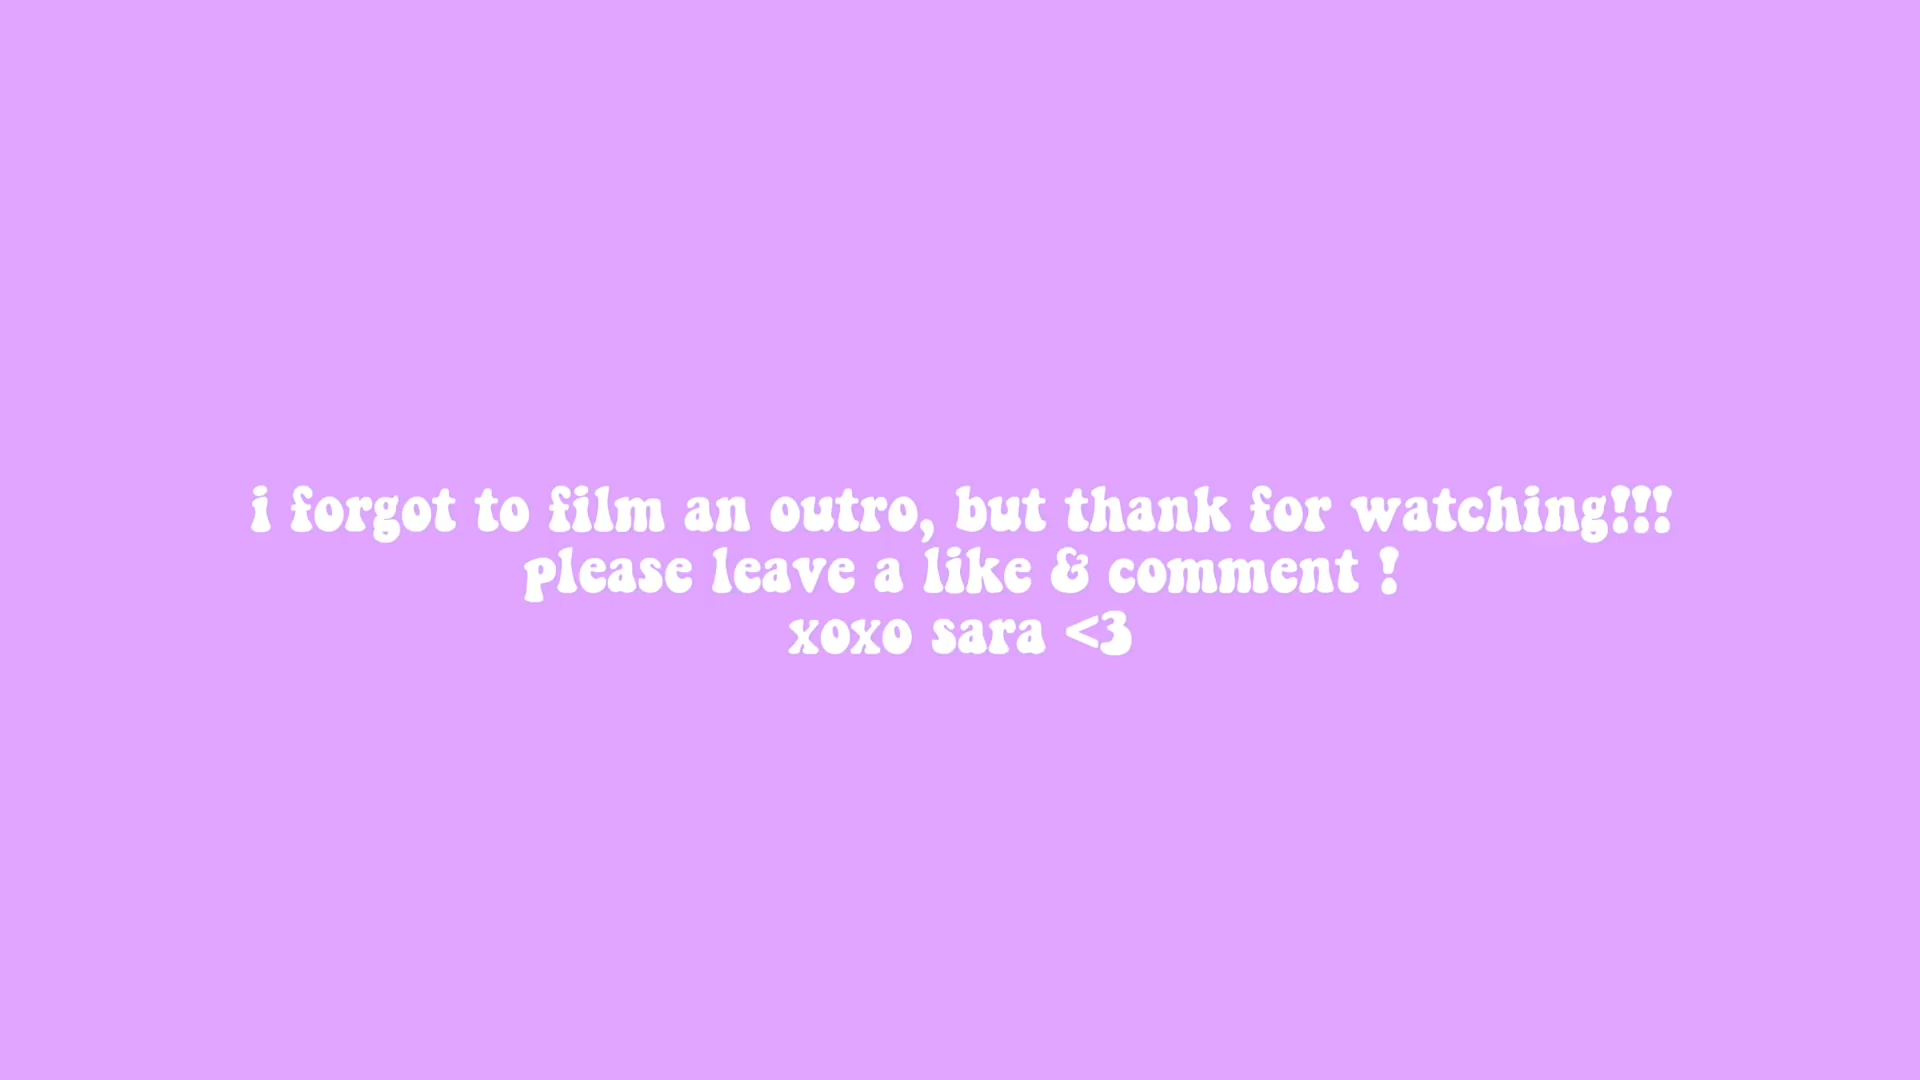 i forgot to film an outro, but thank for watching!!!
please leave a like & comment !
xoxo sara <3